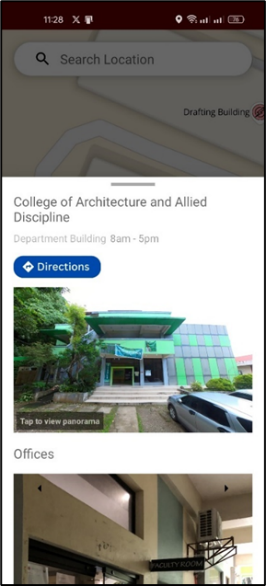 11:28
Search Location
Drafting Building
College of Architecture and Allied
Discipline
Department Building 8am - 5pm
Directions
Tap to view panorama
Offices
FACULTY ROOM